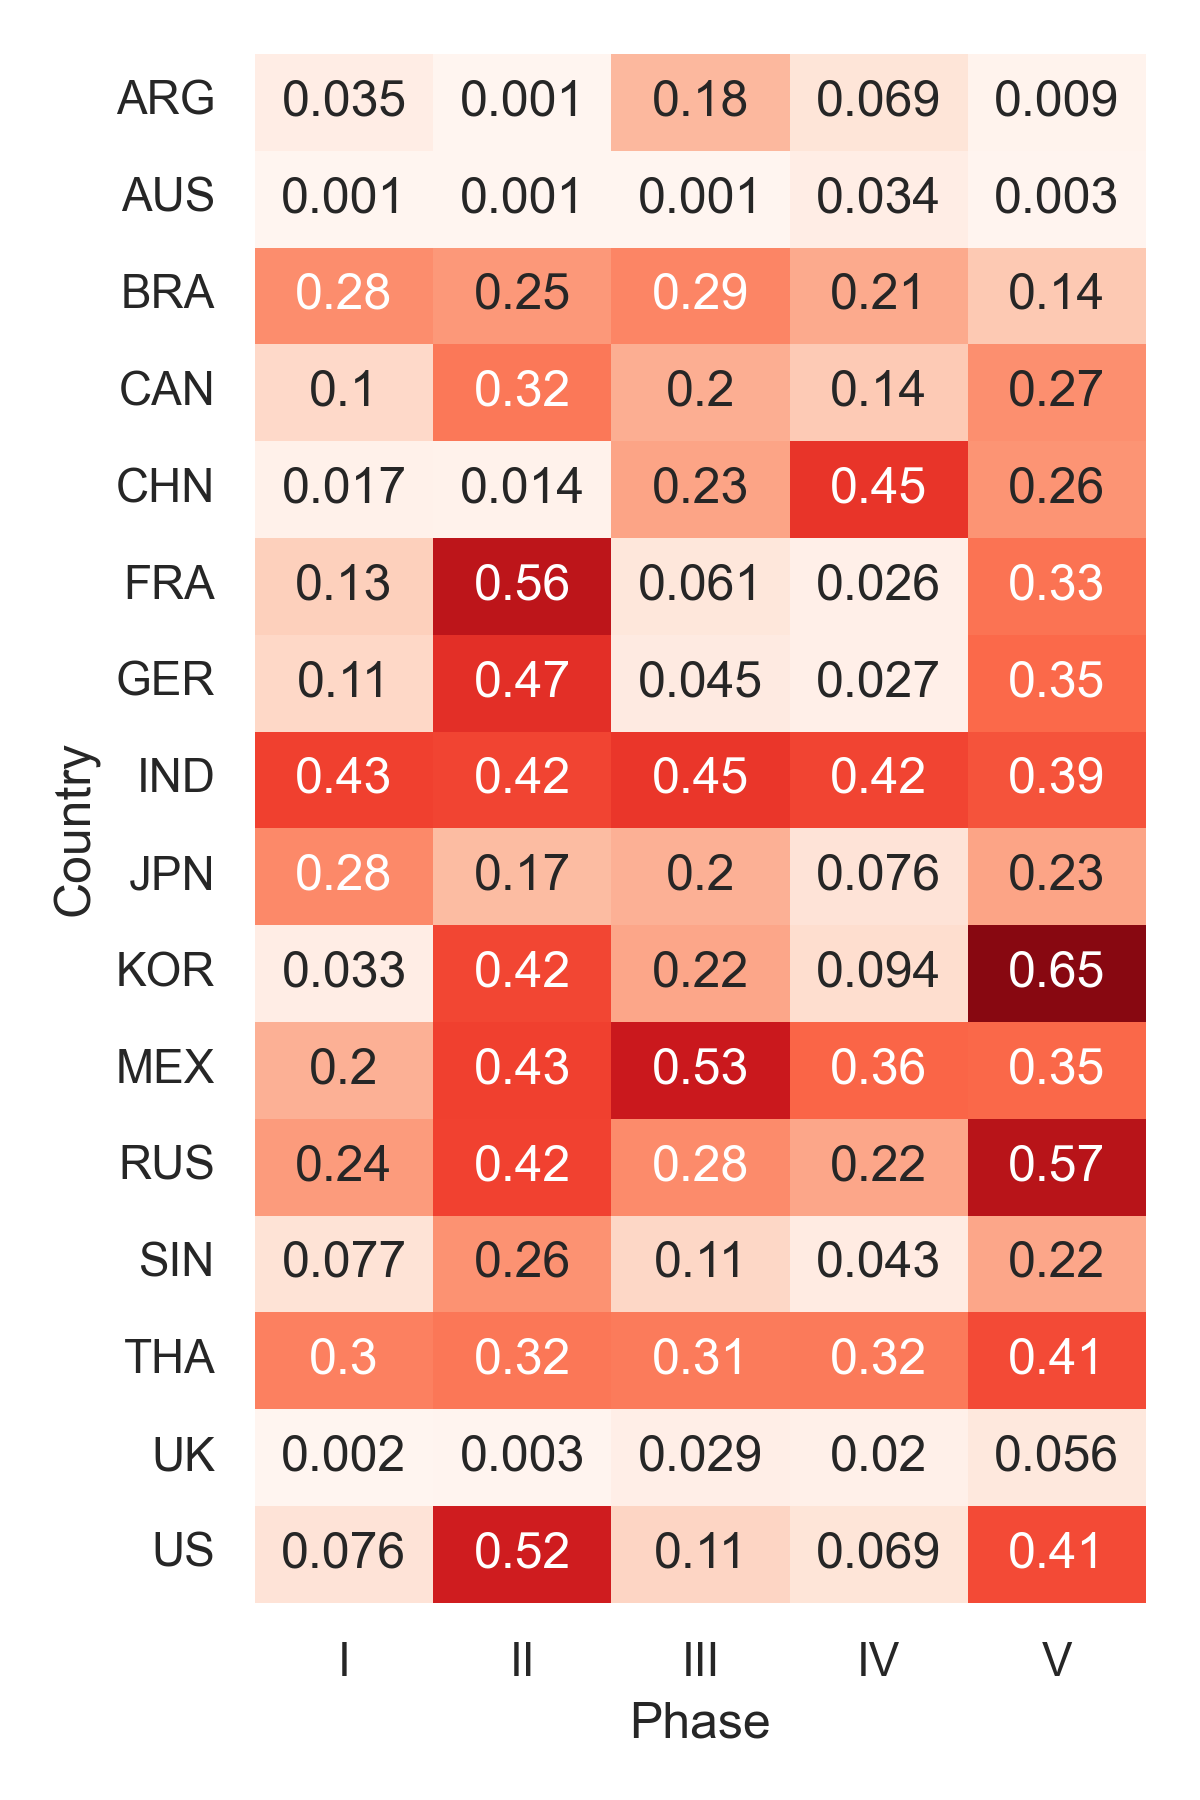 ARG 0.035 0.001 0.18 0.069 0.009
AUS 0.001 0.001 0.001 0.034 0.003
BRA 0.28 0.25 0.29 0.21 0.14
CAN 0.1 0.32 0.2 0.14 0.27
CHN 0.017 0.014 0.23 0.45 0.26
FRA 0.13 0.56 0.061 0.026 0.33
GER 0.11 0.47 0.045 0.027 0.35
IND 0.43 0.42 0.45 0.42 0.39
JPN 0.28 0.17 0.2 0.076 0.23
KOR 0.033 0.42 0.22 0.094 0.65
MEX 0.2 0.43 0.53 0.36 0.35
RUS 0.24 0.42 0.28 0.22 0.57
SIN 0.077 0.26 0.11 0.043 0.22
THA 0.3 0.32 0.31 0.32 0.41
UK 0.002 0.003 0.029 0.02 0.056
US 0.076 0.52 0.11 0.069 0.41
I II III IV V
Phase
Country